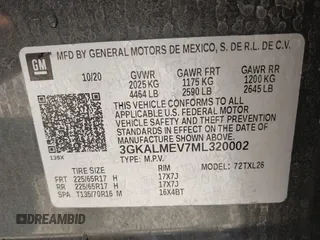 GM
MFD BY GENERAL MOTORS DE MEXICO, S. DE R.L. DE C.V.
10/20 GVWR GAWR FRT GAWR RR
2025 KG 1175 KG 1200 KG
4464 LB 2590 LB 2645 LB
THIS VEHICLE CONFORMS TO ALL APPLICABLE U.S. FEDERAL MOTOR VEHICLE SAFETY, BUMPER, AND THEFT PREVENTION STANDARDS IN EFFECT ON THE DATE OF MANUFACTURE SHOWN ABOVE.
3GKALMEV7ML320002
TYPE: M.P.V. MODEL: 72TXL26
TIRE SIZE RIM
FRT 225/65R17 H 17X7J
RR 225/65R17 H 17X7J
SPA T135/70R16 M 16X4BT
DREAMBID